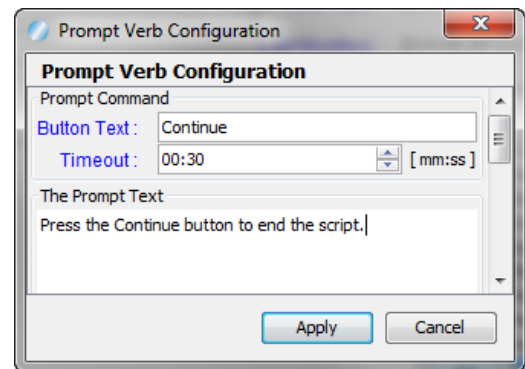 Prompt Verb Configuration
Prompt Verb Configuration
Prompt Command
Button Text : Continue
Timeout : 00:30 [ mm:ss ]
The Prompt Text
Press the Continue button to end the script.
Apply Cancel